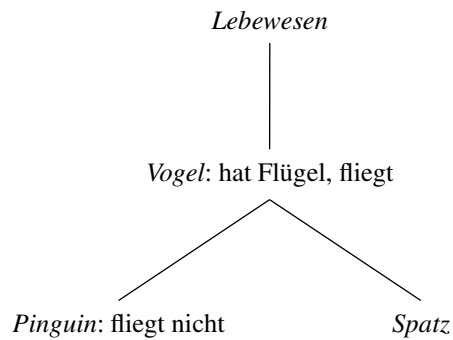 Lebewesen
Vogel: hat Flügel, fliegt
Pinguin: fliegt nicht
Spatz